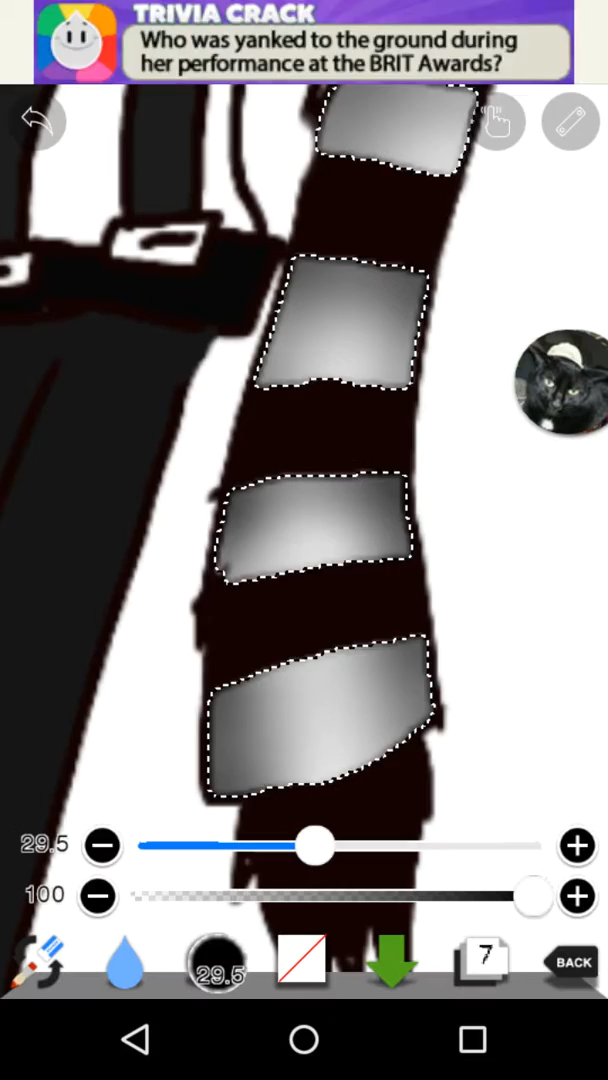 TRIVIA CRACK
Who was yanked to the ground during
her performance at the BRIT Awards?
29.5
100
29.5
7
BACK